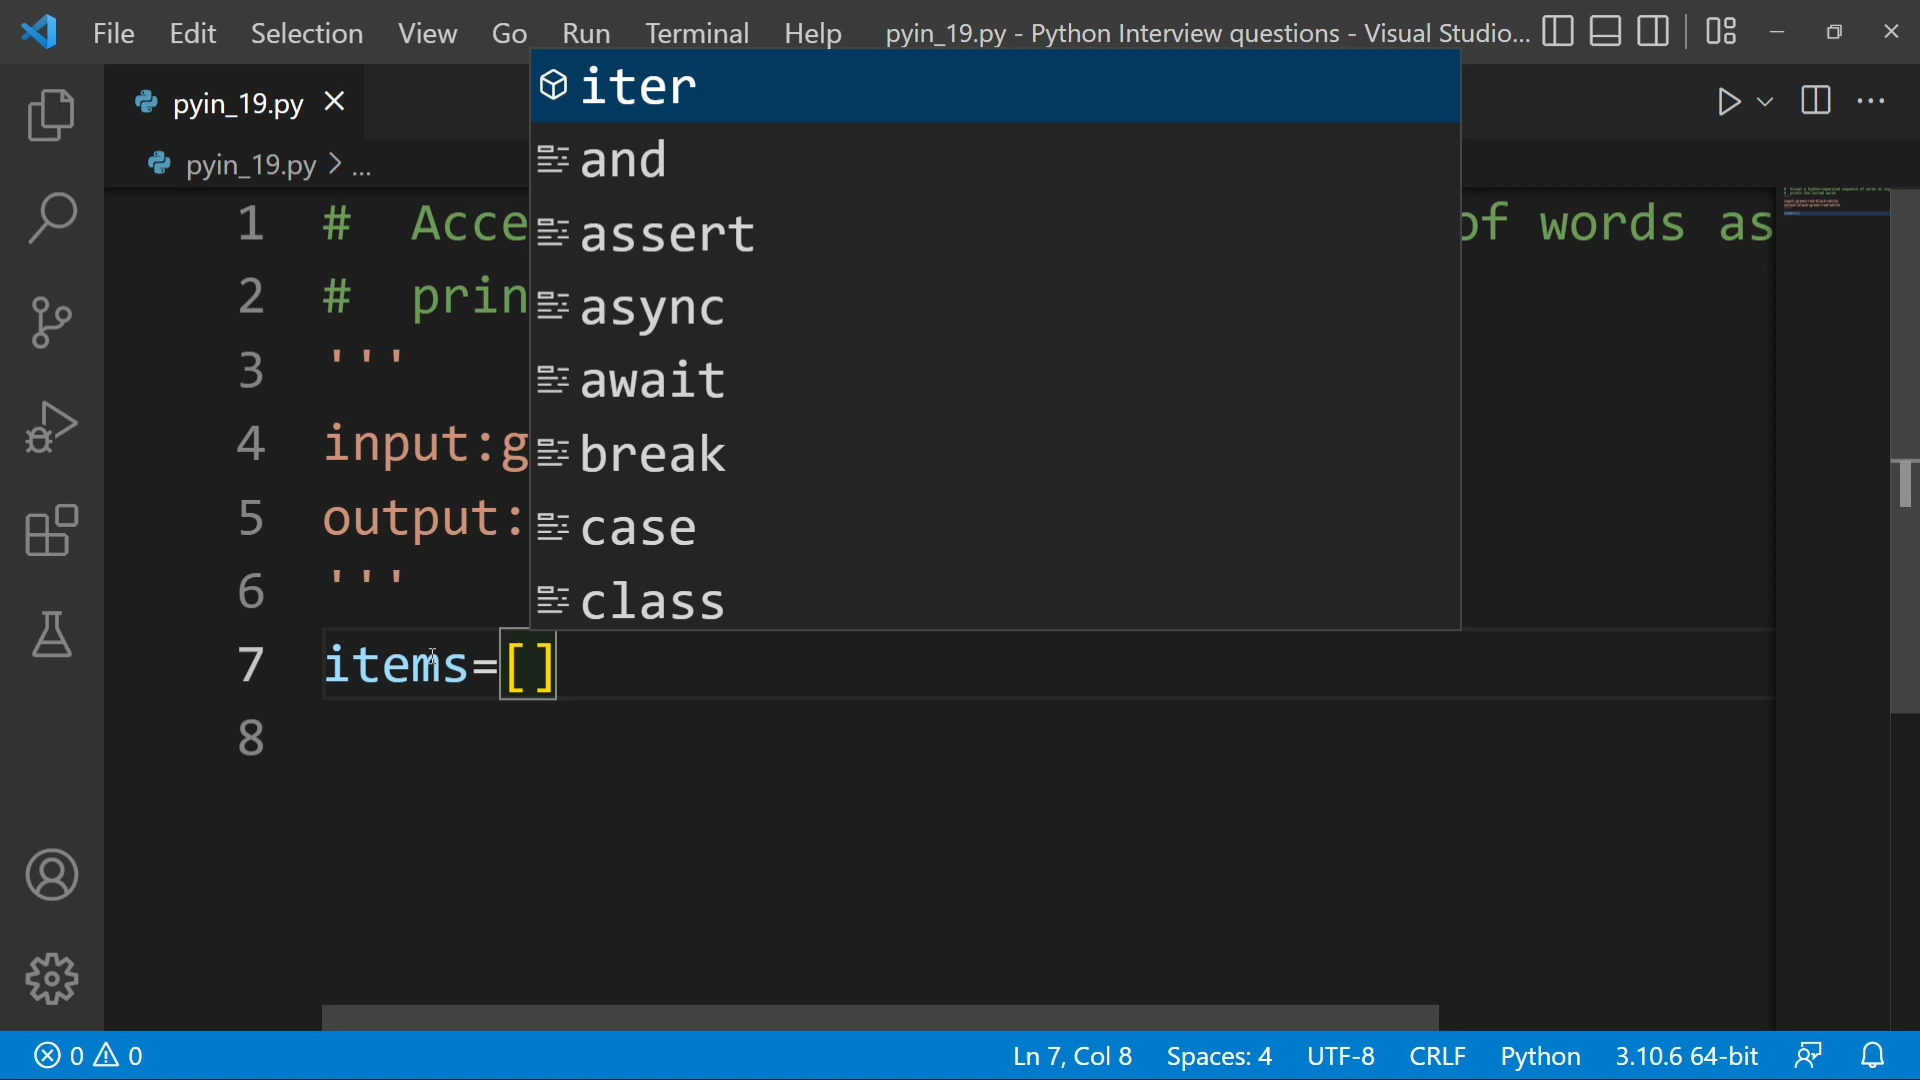 File Edit Selection View Go Run Terminal Help pyin_19.py - Python Interview questions - Visual Studio...
pyin_19.py
pyin_19.py > ...
iter
and
assert
async
await
break
case
class
1 # Acce of words as
2 # prin
3 '''
4 input:g
5 output:
6 '''
7 items=[]
8
0 0 Ln 7, Col 8 Spaces: 4 UTF-8 CRLF Python 3.10.6 64-bit